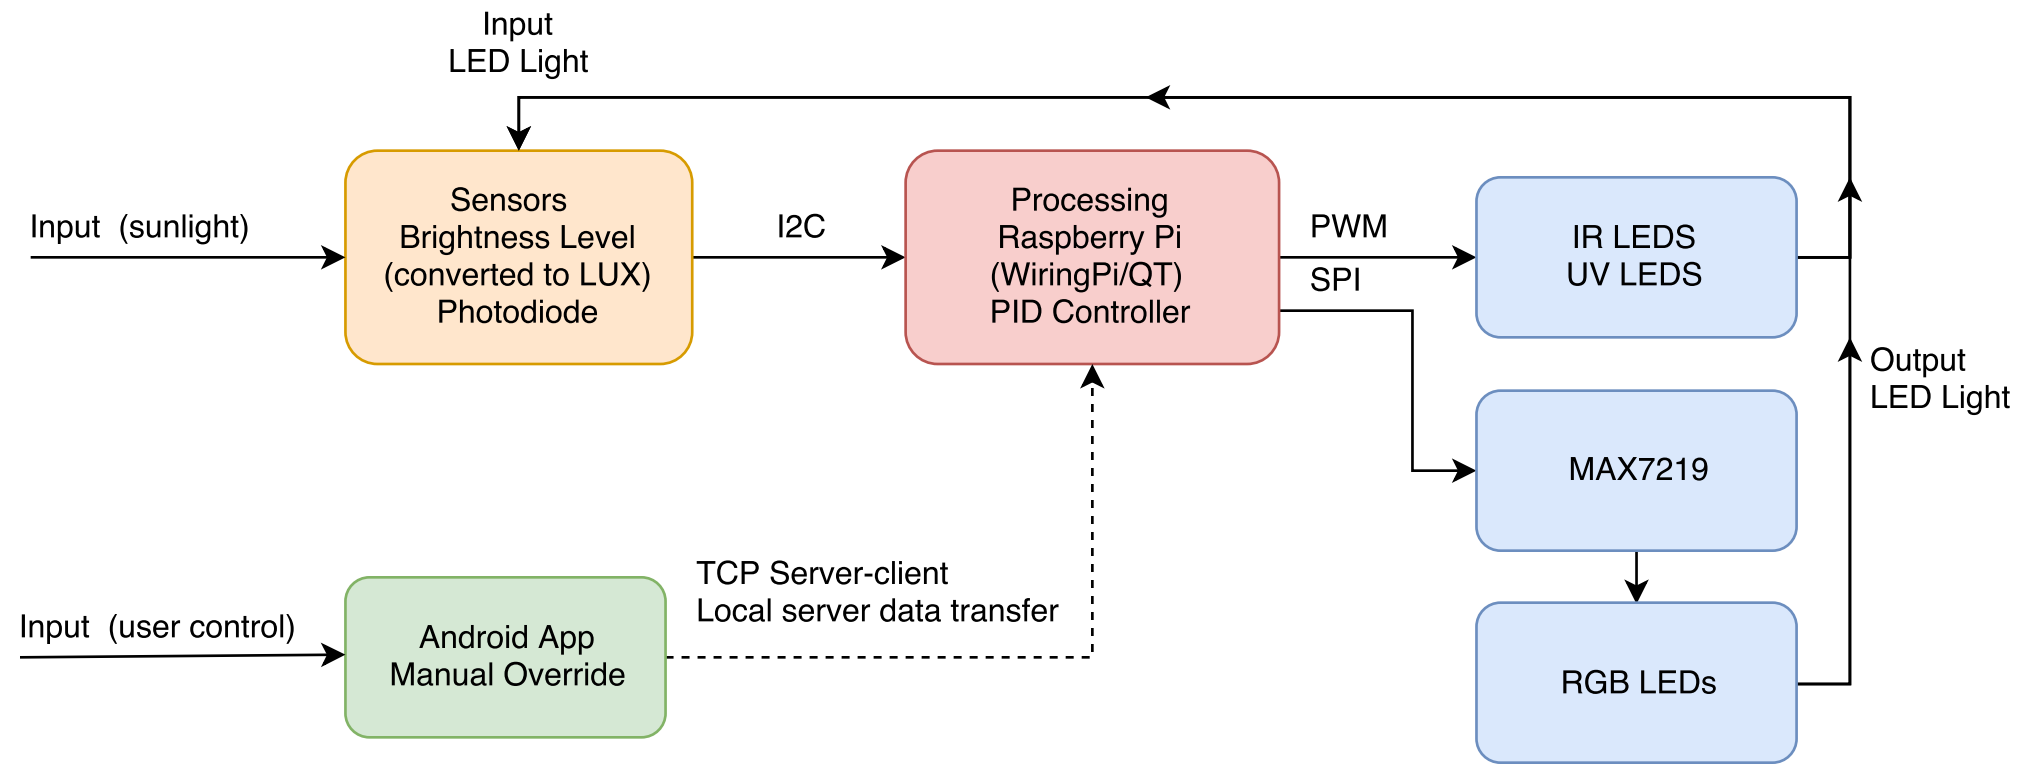 Input
LED Light
Input (sunlight)
Sensors
Brightness Level
(converted to LUX)
Photodiode
I2C
Processing
Raspberry Pi
(WiringPi/QT)
PID Controller
PWM
SPI
IR LEDS
UV LEDS
Output
LED Light
MAX7219
TCP Server-client
Local server data transfer
Input (user control)
Android App
Manual Override
RGB LEDs